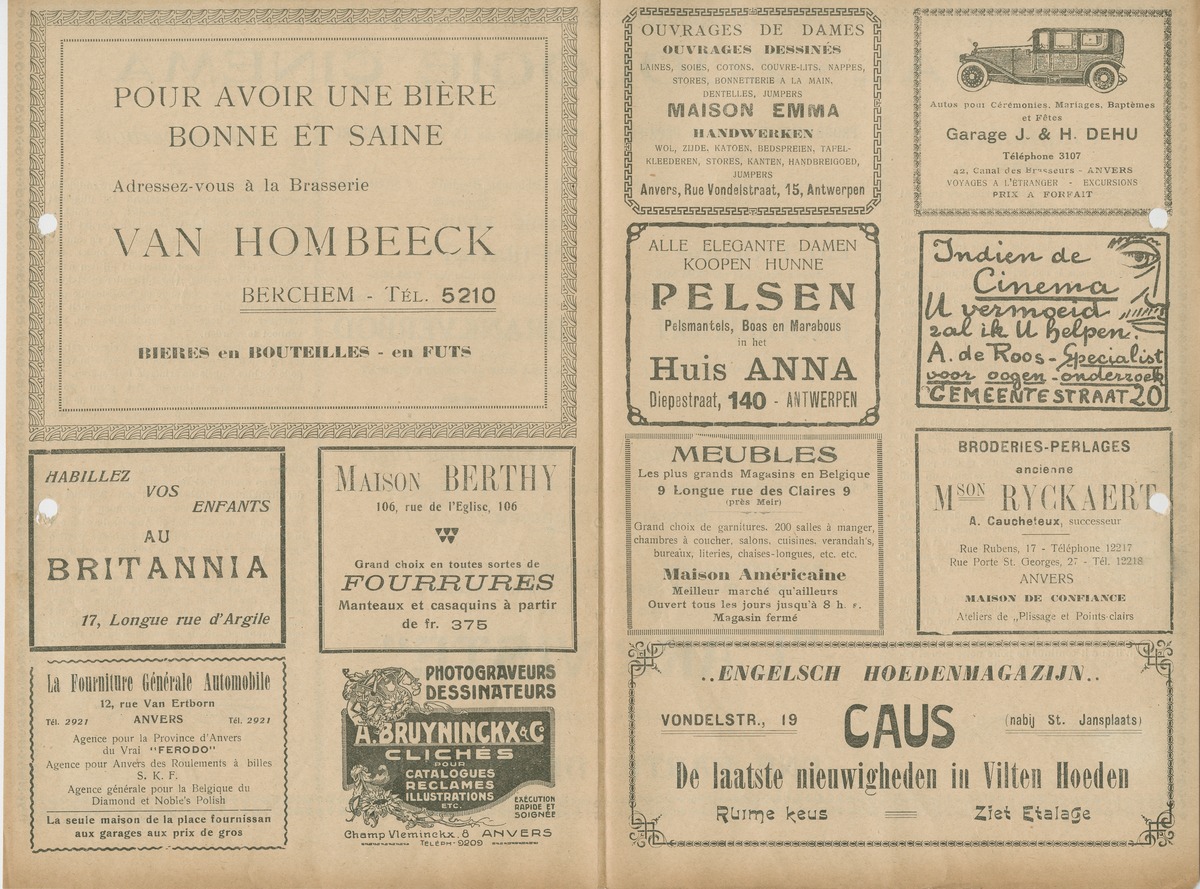 POUR AVOIR UNE BIÈRE
BONNE ET SAINE
Adressez-vous à la Brasserie
VAN HOMBEECK
BERCHEM - TÉL. 5210
BIERES en BOUTEILLES - en FUTS
HABILLEZ
VOS
ENFANTS
AU
BRITANNIA
17, Longue rue d'Argile
MAISON BERTHY
106, rue de l'Eglise, 106
Grand choix en toutes sortes de
FOURRURES
Manteaux et casaquins à partir
de fr. 375
La Fourniture Générale Automobile
12, rue Van Ertborn
Tél. 2921 ANVERS Tél. 2921
Agence pour la Province d'Anvers
du Vrai "FERODO"
Agence pour Anvers des Roulements à billes
S. K. F.
Agence générale pour la Belgique du
Diamond et Noble's Polish
La seule maison de la place fournissan
aux garages aux prix de gros
PHOTOGRAVEURS
DESSINATEURS
A. BRUYNINCKX & Co
CLICHÉS
POUR
CATALOGUES
RECLAMES
ILLUSTRATIONS
ETC.
EXECUTION
RAPIDE ET
SOIGNÉE
Champ Vleminckx. 8 ANVERS
TELEPH-9209
OUVRAGES DE DAMES
OUVRAGES DESSINÉS
LAINES, SOIES, COTONS, COUVRE-LITS, NAPPES,
STORES, BONNETTERIE A LA MAIN,
DENTELLES, JUMPERS
MAISON EMMA
HANDWERKEN
WOL, ZIJDE, KATOEN, BEDSPREIEN, TAFEL-
KLEEDEREN, STORES, KANTEN, HANDBREIGOED,
JUMPERS
Anvers, Rue Vondelstraat, 15, Antwerpen
Autos pour Cérémonies, Mariages, Baptèmes
et Fêtes
Garage J. & H. DEHU
Téléphone 3107
42, Canal des Brasseurs - ANVERS
VOYAGES A L'ÉTRANGER - EXCURSIONS
PRIX A FORFAIT
ALLE ELEGANTE DAMEN
KOOPEN HUNNE
PELSEN
Pelsmantels, Boas en Marabous
in het
Huis ANNA
Diepestraat, 140 - ANTWERPEN
Indien de
Cinema
U vermoeid
zal ik U helpen.
A. de Roos - Specialist
voor oogen-onderzoek
GEMEENTESTRAAT 20
MEUBLES
Les plus grands Magasins en Belgique
9 Longue rue des Claires 9
(près Meir)
Grand choix de garnitures. 200 salles à manger,
chambres à coucher, salons, cuisines, verandah's,
bureaux, literies, chaises-longues, etc. etc.
Maison Américaine
Meilleur marché qu'ailleurs
Ouvert tous les jours jusqu'à 8 h. s.
Magasin fermé
BRODERIES-PERLAGES
ancienne
MSON RYCKAERT
A. Caucheteux, successeur
Rue Rubens, 17 - Téléphone 12217
Rue Porte St. Georges, 27 - Tél. 12218
ANVERS
MAISON DE CONFIANCE
Ateliers de „Plissage et Points-clairs
..ENGELSCH HOEDENMAGAZIJN..
VONDELSTR., 19 CAUS (nabij St. Jansplaats)
De laatste nieuwigheden in Vilten Hoeden
Ruime keus Ziet Etalage